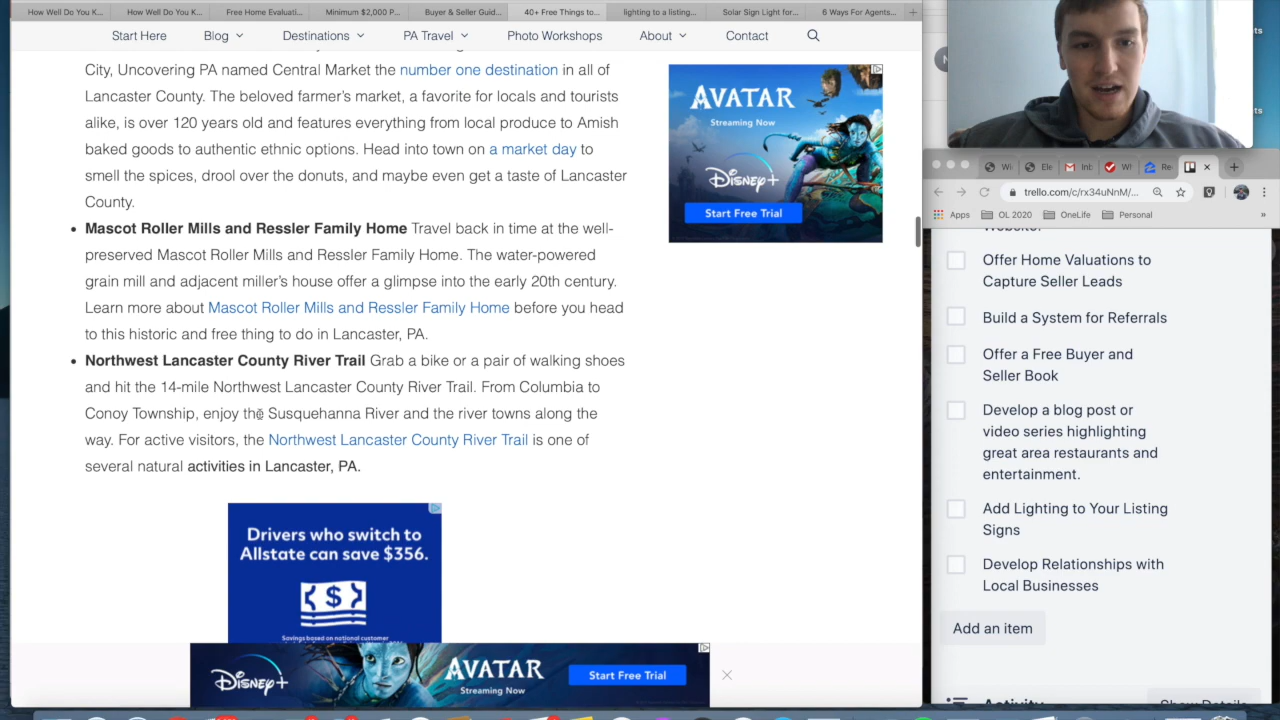 How Well Do You K...
How Well Do You K...
Free Home Evaluati...
Minimum $2,000 P...
Buyer & Seller Guid...
40+ Free Things to...
lighting to a listing...
Solar Sign Light for...
6 Ways For Agents...
Start Here
Blog
Destinations
PA Travel
Photo Workshops
About
Contact
City, Uncovering PA named Central Market the number one destination in all of
Lancaster County. The beloved farmer's market, a favorite for locals and tourists
alike, is over 120 years old and features everything from local produce to Amish
baked goods to authentic ethnic options. Head into town on a market day to
smell the spices, drool over the donuts, and maybe even get a taste of Lancaster
County.
Mascot Roller Mills and Ressler Family Home Travel back in time at the well-
preserved Mascot Roller Mills and Ressler Family Home. The water-powered
grain mill and adjacent miller's house offer a glimpse into the early 20th century.
Learn more about Mascot Roller Mills and Ressler Family Home before you head
to this historic and free thing to do in Lancaster, PA.
Northwest Lancaster County River Trail Grab a bike or a pair of walking shoes
and hit the 14-mile Northwest Lancaster County River Trail. From Columbia to
Conoy Township, enjoy the Susquehanna River and the river towns along the
way. For active visitors, the Northwest Lancaster County River Trail is one of
several natural activities in Lancaster, PA.
AVATAR
Streaming Now
Disney+
Start Free Trial
Drivers who switch to
Allstate can save $356.
Savings based on national customer
Disney+
AVATAR
Streaming Now
Start Free Trial
Wi
Ele
Inb
W!
Re
trello.com/c/rx34uNnM/...
Apps
OL 2020
OneLife
Personal
»
Website.
Offer Home Valuations to
Capture Seller Leads
Build a System for Referrals
Offer a Free Buyer and
Seller Book
Develop a blog post or
video series highlighting
great area restaurants and
entertainment.
Add Lighting to Your Listing
Signs
Develop Relationships with
Local Businesses
Add an item
Activity
Show Details